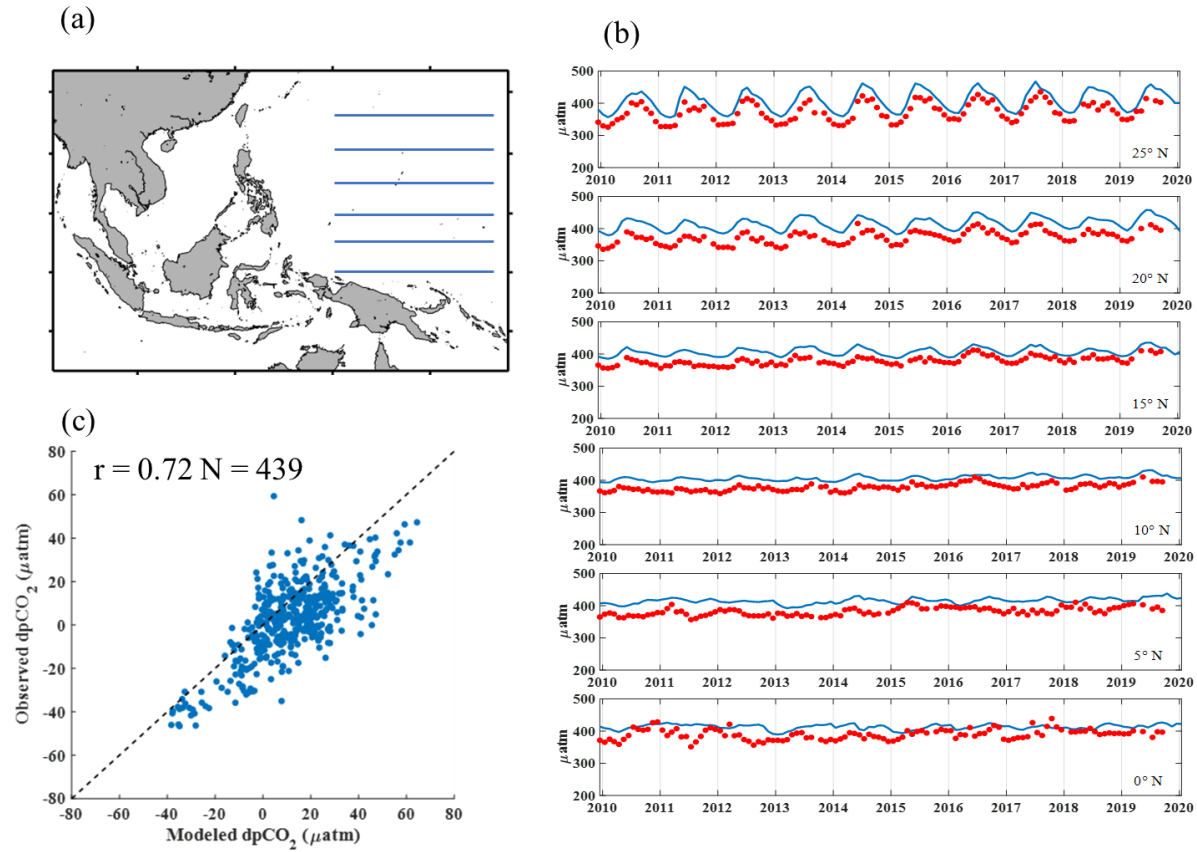 (a)
(b)
500
400
300
200
μatm
25° N
2010 2011 2012 2013 2014 2015 2016 2017 2018 2019 2020
500
400
300
200
μatm
20° N
2010 2011 2012 2013 2014 2015 2016 2017 2018 2019 2020
500
400
300
200
μatm
15° N
2010 2011 2012 2013 2014 2015 2016 2017 2018 2019 2020
500
400
300
200
μatm
10° N
2010 2011 2012 2013 2014 2015 2016 2017 2018 2019 2020
500
400
300
200
μatm
5° N
2010 2011 2012 2013 2014 2015 2016 2017 2018 2019 2020
500
400
300
200
μatm
0° N
2010 2011 2012 2013 2014 2015 2016 2017 2018 2019 2020
(c)
r = 0.72 N = 439
80
60
40
20
0
-20
-40
-60
-80
Observed dpCO₂ (μatm)
-80 -60 -40 -20 0 20 40 60 80
Modeled dpCO₂ (μatm)